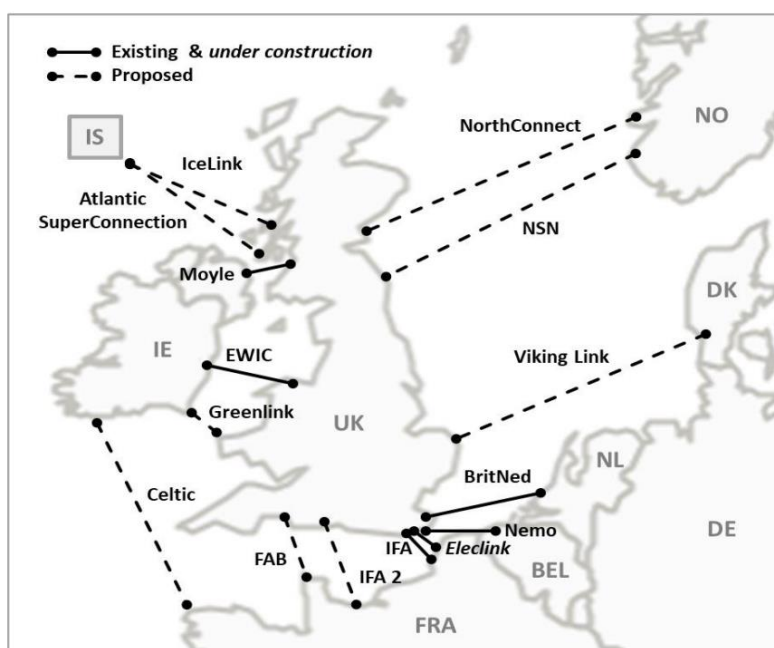 Existing & under construction
Proposed
IS
NO
NorthConnect
IceLink
Atlantic
SuperConnection
NSN
Moyle
DK
IE
EWIC
Viking Link
Greenlink
UK
NL
BritNed
Celtic
DE
Nemo
IFA
Eleclink
FAB
IFA 2
BEL
FRA